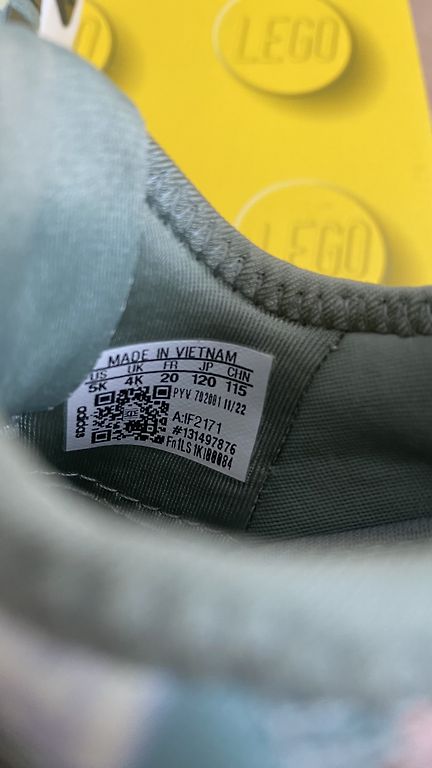 LEGO
LEGO
MADE IN VIETNAM
US UK FR JP CHN
5K 4K 20 120 115
PYV 702001 11/22
A:IF2171
#131497876
Fn1LS1KIB0084
adidas